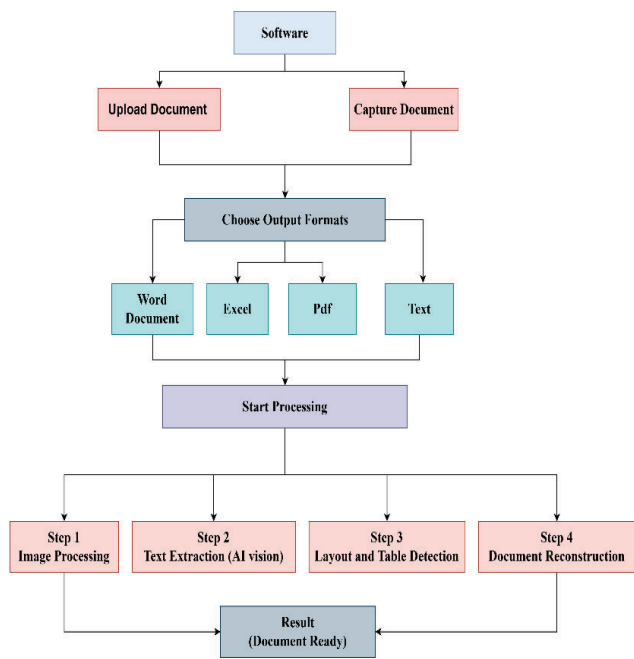 Software
Upload Document
Capture Document
Choose Output Formats
Word
Document
Excel
Pdf
Text
Start Processing
Step 1
Image Processing
Step 2
Text Extraction (AI vision)
Step 3
Layout and Table Detection
Step 4
Document Reconstruction
Result
(Document Ready)